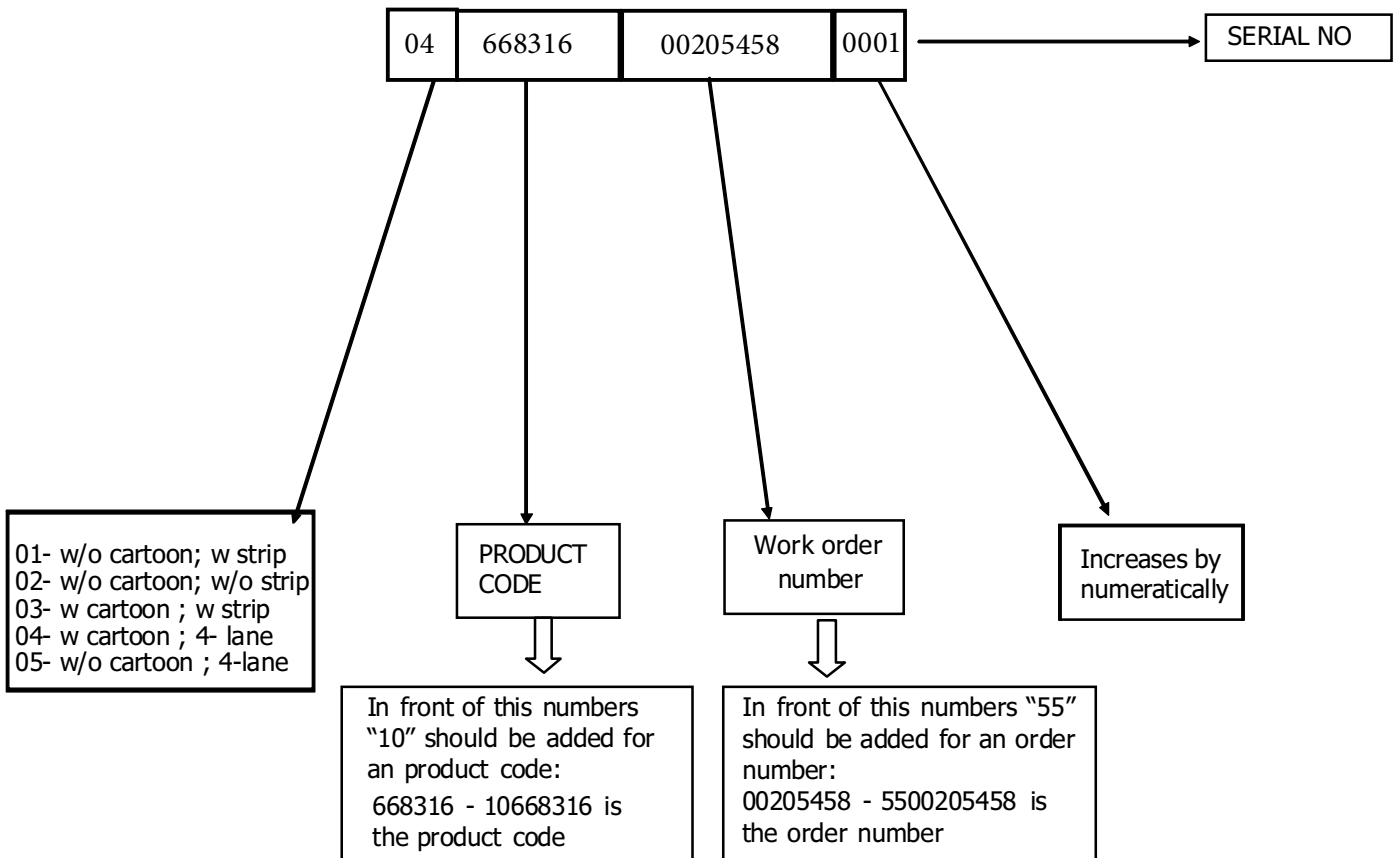 04 668316 00205458 0001
SERIAL NO
01- w/o cartoon; w strip
02- w/o cartoon; w/o strip
03- w cartoon ; w strip
04- w cartoon ; 4- lane
05- w/o cartoon ; 4-lane
PRODUCT
CODE
Work order
number
Increases by
numeratically
In front of this numbers
“10” should be added for
an product code:
668316 - 10668316 is
the product code
In front of this numbers “55”
should be added for an order
number:
00205458 - 5500205458 is
the order number